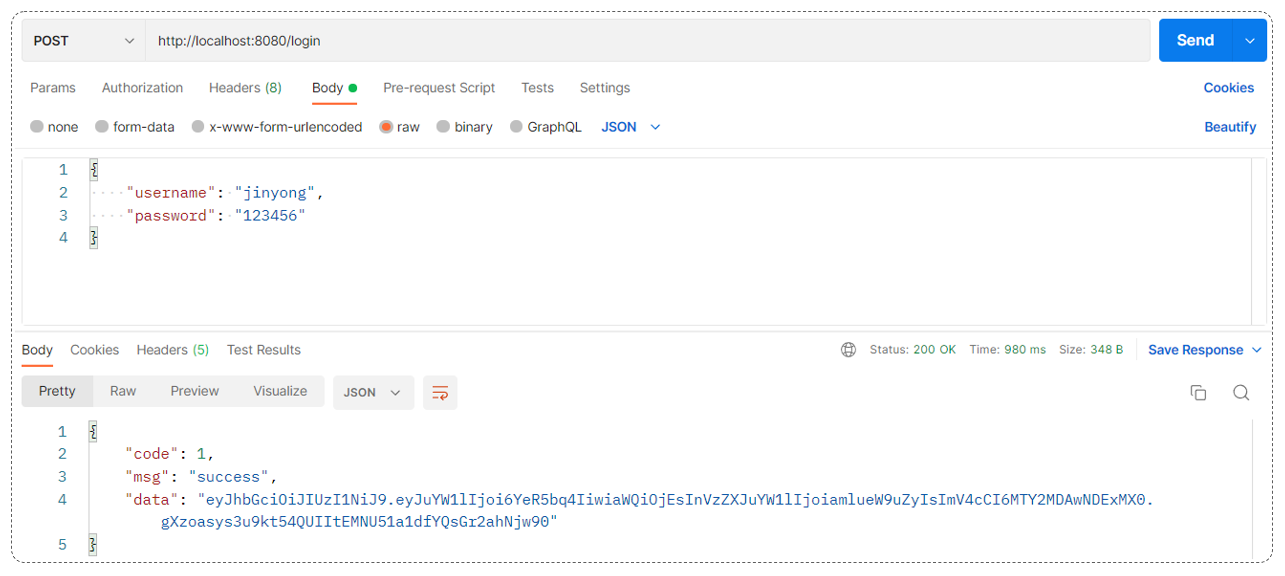 POST http://localhost:8080/login Send
Params Authorization Headers (8) Body Pre-request Script Tests Settings Cookies
none form-data x-www-form-urlencoded raw binary GraphQL JSON Beautify
1 {
2 "username": "jinyong",
3 "password": "123456"
4 }
Body Cookies Headers (5) Test Results Status: 200 OK Time: 980 ms Size: 348 B Save Response
Pretty Raw Preview Visualize JSON
1 {
2 "code": 1,
3 "msg": "success",
4 "data": "eyJhbGciOiJIUzI1NiJ9.eyJuYW1lIjoi6YeR5bq4IiwiaWQiOjEsInVzZXJuYW1lIjoiamlueW9uZyIsImV4cCI6MTY2MDAwNDExMX0.
gXzoasys3u9kt54QUIItEMNU51a1dfYQsGr2ahNjw90"
5 }